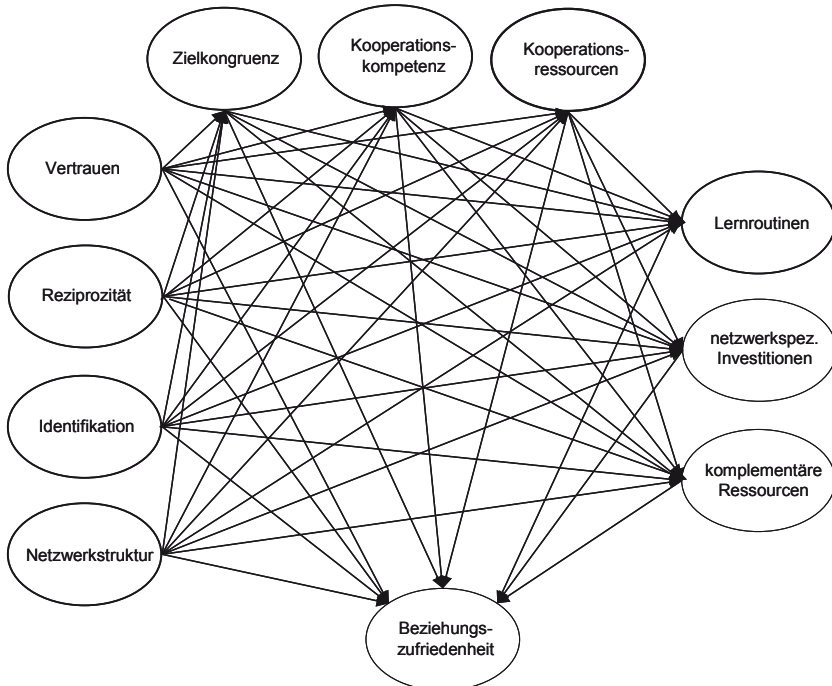 Zielkongruenz
Kooperations-
kompetenz
Kooperations-
ressourcen
Vertrauen
Lernroutinen
Reziprozität
netzwerkspez.
Investitionen
Identifikation
komplementäre
Ressourcen
Netzwerkstruktur
Beziehungs-
zufriedenheit